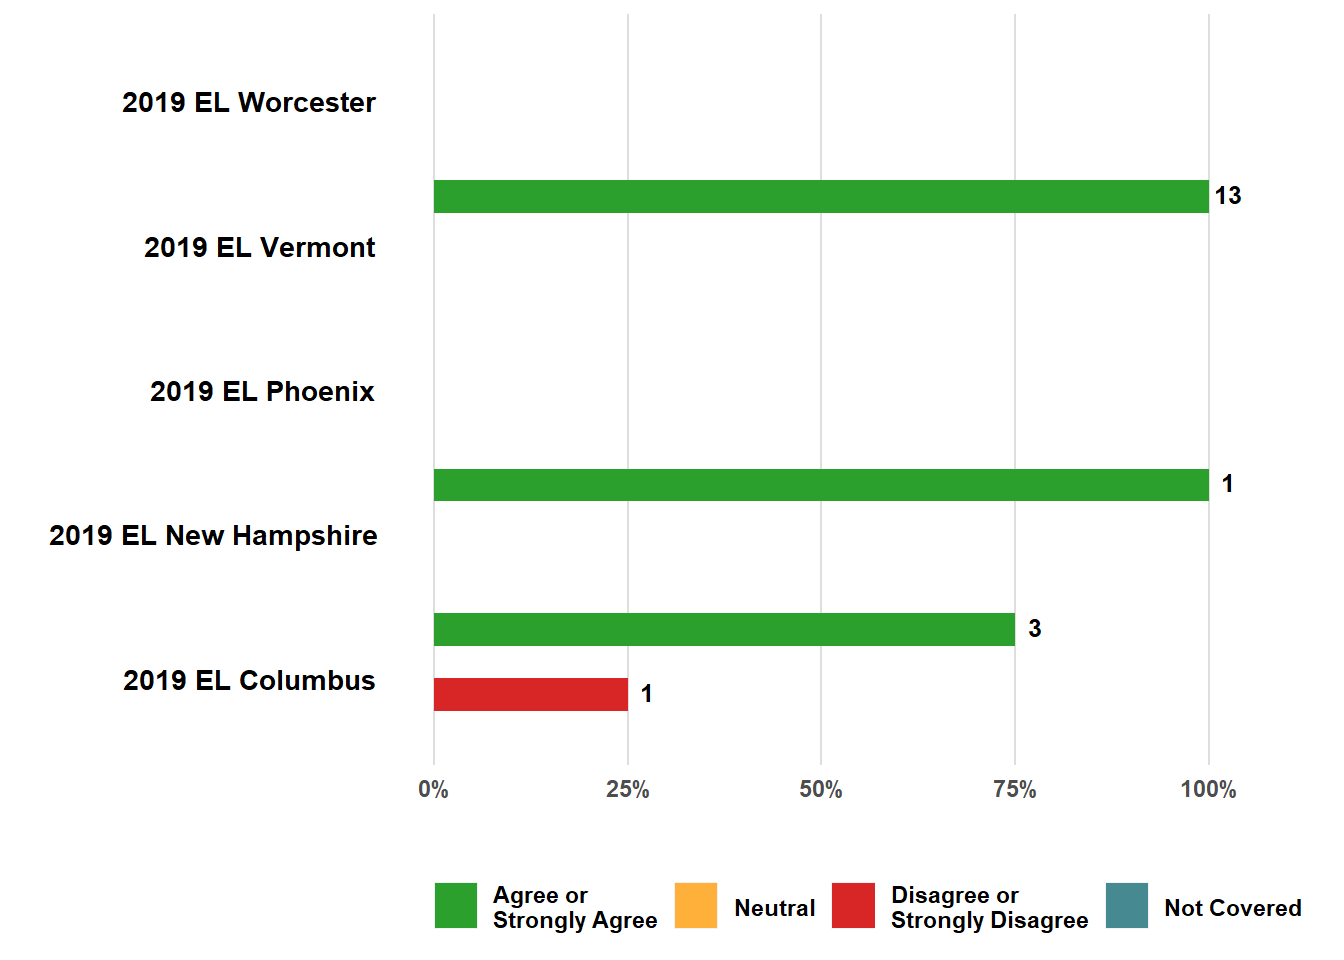 2019 EL Worcester
13
2019 EL Vermont
2019 EL Phoenix
1
2019 EL New Hampshire
3
2019 EL Columbus
1
0% 25% 50% 75% 100%
Agree or
Strongly Agree
Neutral
Disagree or
Strongly Disagree
Not Covered